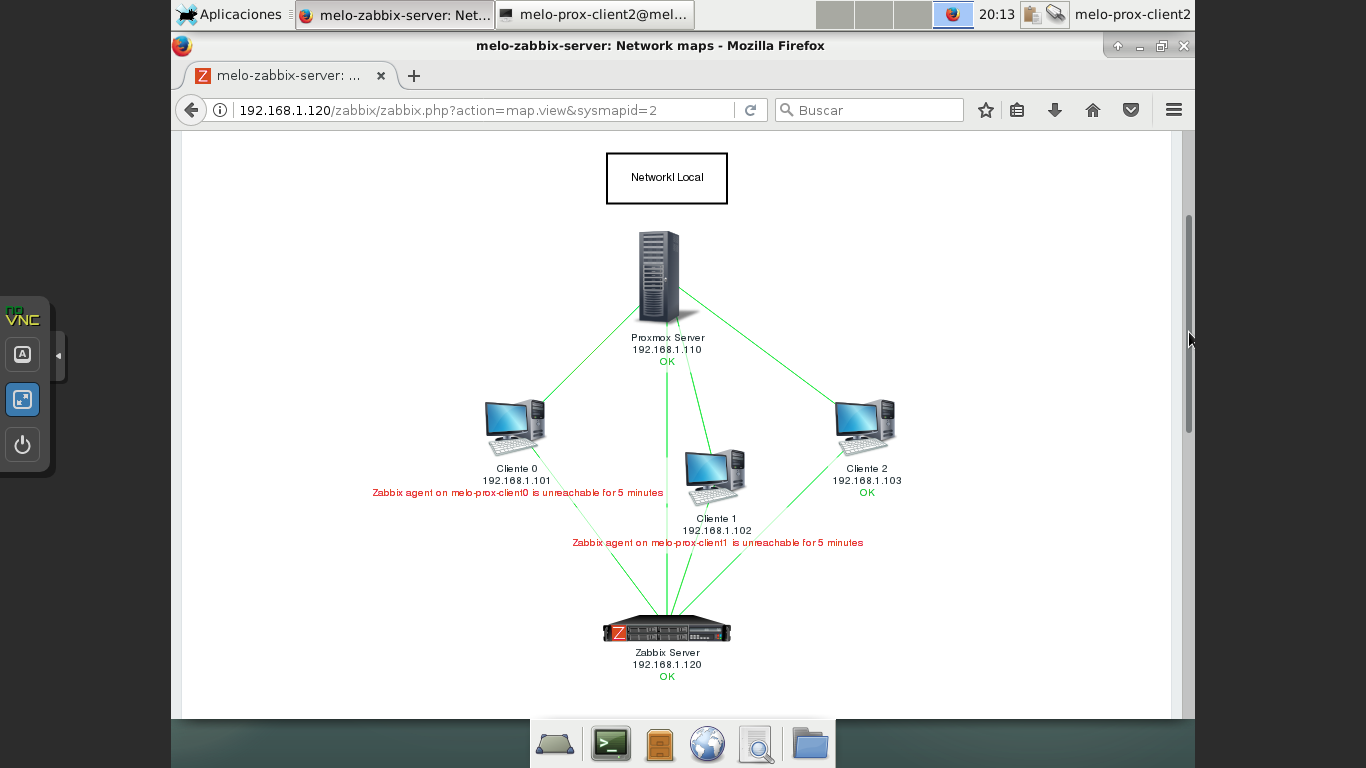 Aplicaciones
melo-zabbix-server: Net...
melo-prox-client2@mel...
20:13
melo-prox-client2
melo-zabbix-server: Network maps - Mozilla Firefox
melo-zabbix-server: ...
192.168.1.120/zabbix/zabbix.php?action=map.view&sysmapid=2
Buscar
Networkl Local
no
VNC
A
Proxmox Server
192.168.1.110
OK
Cliente 0
192.168.1.101
Zabbix agent on melo-prox-client0 is unreachable for 5 minutes
Cliente 2
192.168.1.103
OK
Cliente 1
192.168.1.102
Zabbix agent on melo-prox-client1 is unreachable for 5 minutes
Z
Zabbix Server
192.168.1.120
OK